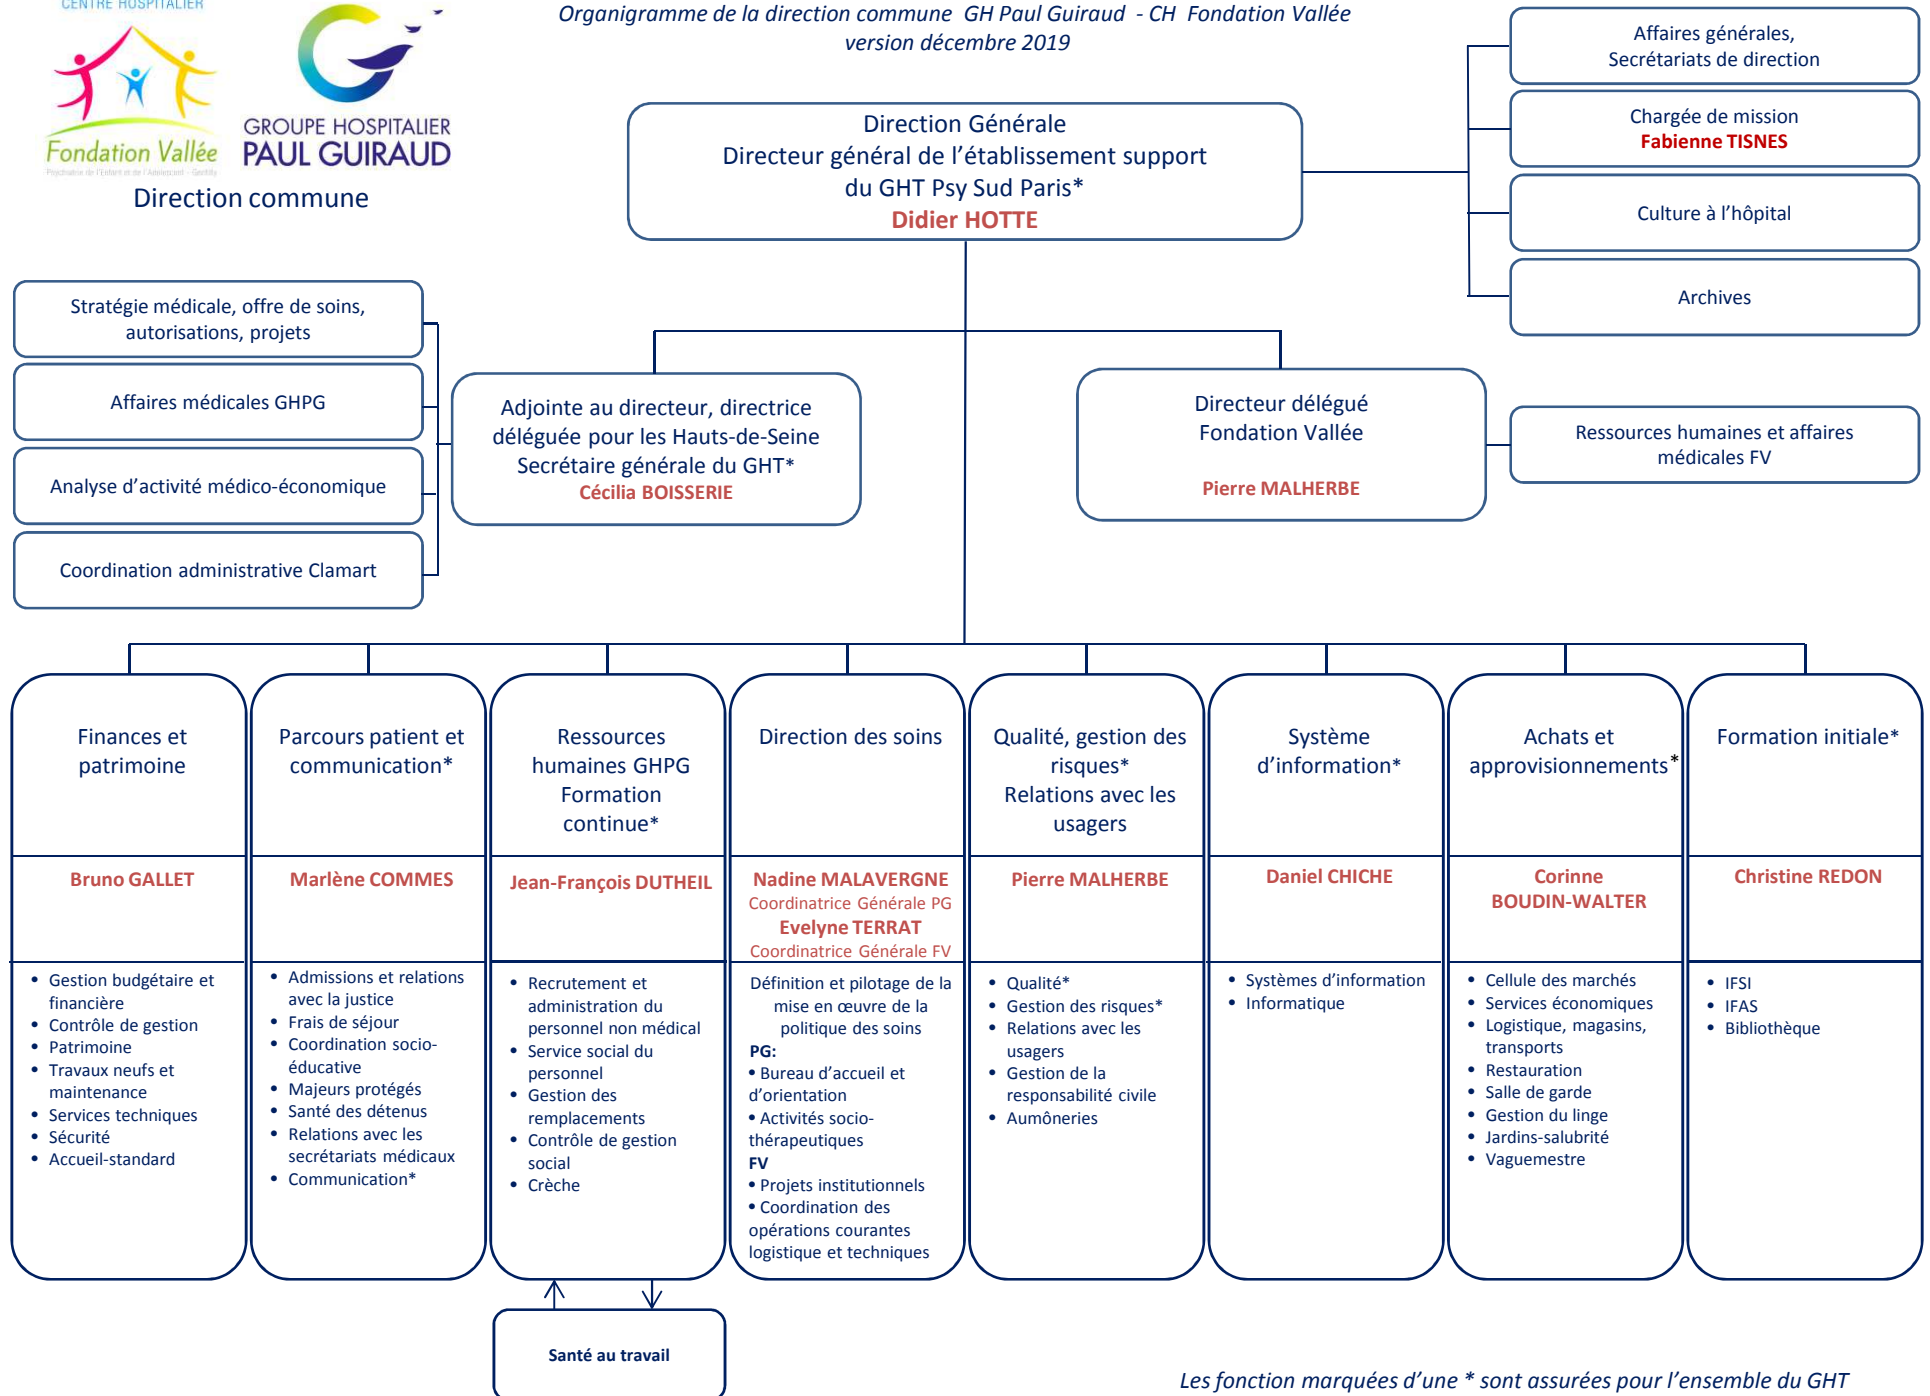 CENTRE HOSPITALIER
Fondation Vallée
Psychiatrie de l'Enfant et de l'Adolescent - Gentilly
GROUPE HOSPITALIER
PAUL GUIRAUD
Direction commune
Organigramme de la direction commune GH Paul Guiraud - CH Fondation Vallée
version décembre 2019
Direction Générale
Directeur général de l'établissement support
du GHT Psy Sud Paris*
Didier HOTTE
Affaires générales,
Secrétariats de direction
Chargée de mission
Fabienne TISNES
Culture à l'hôpital
Archives
Stratégie médicale, offre de soins,
autorisations, projets
Affaires médicales GHPG
Analyse d'activité médico-économique
Coordination administrative Clamart
Adjointe au directeur, directrice
déléguée pour les Hauts-de-Seine
Secrétaire générale du GHT*
Cécilia BOISSERIE
Directeur délégué
Fondation Vallée
Pierre MALHERBE
Ressources humaines et affaires
médicales FV
Finances et
patrimoine
Bruno GALLET
• Gestion budgétaire et
financière
• Contrôle de gestion
• Patrimoine
• Travaux neufs et
maintenance
• Services techniques
• Sécurité
• Accueil-standard
Parcours patient et
communication*
Marlène COMMES
• Admissions et relations
avec la justice
• Frais de séjour
• Coordination socio-
éducative
• Majeurs protégés
• Santé des détenus
• Relations avec les
secrétariats médicaux
• Communication*
Ressources
humaines GHPG
Formation
continue*
Jean-François DUTHEIL
• Recrutement et
administration du
personnel non médical
• Service social du
personnel
• Gestion des
remplacements
• Contrôle de gestion
social
• Crèche
Santé au travail
Direction des soins
Nadine MALAVERGNE
Coordinatrice Générale PG
Evelyne TERRAT
Coordinatrice Générale FV
Définition et pilotage de la
mise en œuvre de la
politique des soins
PG:
• Bureau d'accueil et
d'orientation
• Activités socio-
thérapeutiques
FV
• Projets institutionnels
• Coordination des
opérations courantes
logistique et techniques
Qualité, gestion des
risques*
Relations avec les
usagers
Pierre MALHERBE
• Qualité*
• Gestion des risques*
• Relations avec les
usagers
• Gestion de la
responsabilité civile
• Aumôneries
Système
d'information*
Daniel CHICHE
• Systèmes d'information
• Informatique
Achats et
approvisionnements*
Corinne
BOUDIN-WALTER
• Cellule des marchés
• Services économiques
• Logistique, magasins,
transports
• Restauration
• Salle de garde
• Gestion du linge
• Jardins-salubrité
• Vaguemestre
Formation initiale*
Christine REDON
• IFSI
• IFAS
• Bibliothèque
Les fonction marquées d'une * sont assurées pour l'ensemble du GHT